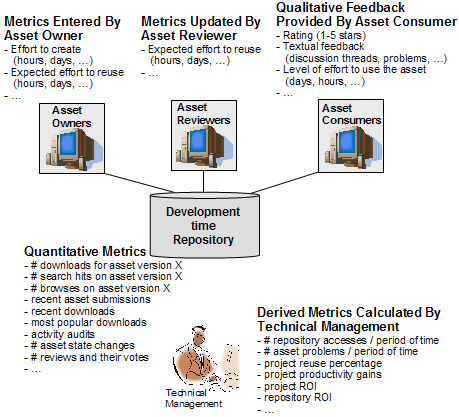 Metrics Entered By
Asset Owner
- Effort to create
(hours, days, ...)
- Expected effort to reuse
(hours, days, ...)
- ...
Metrics Updated By
Asset Reviewer
- Expected effort to reuse
(hours, days, ...)
- ...
Qualitative Feedback
Provided By Asset Consumer
- Rating (1-5 stars)
- Textual feedback
(discussion threads, problems, ...)
- Level of effort to use the asset
(days, hours, ...)
- ...
Asset
Owners
Asset
Reviewers
Asset
Consumers
Development
time
Repository
Quantitative Metrics
- # downloads for asset version X
- # search hits on asset version X
- # browses on asset version X
- recent asset submissions
- recent downloads
- most popular downloads
- activity audits
- # asset state changes
- # reviews and their votes
- ...
Technical
Management
Derived Metrics Calculated By
Technical Management
- # repository accesses / period of time
- # asset problems / period of time
- project reuse percentage
- project productivity gains
- project ROI
- repository ROI
- ...